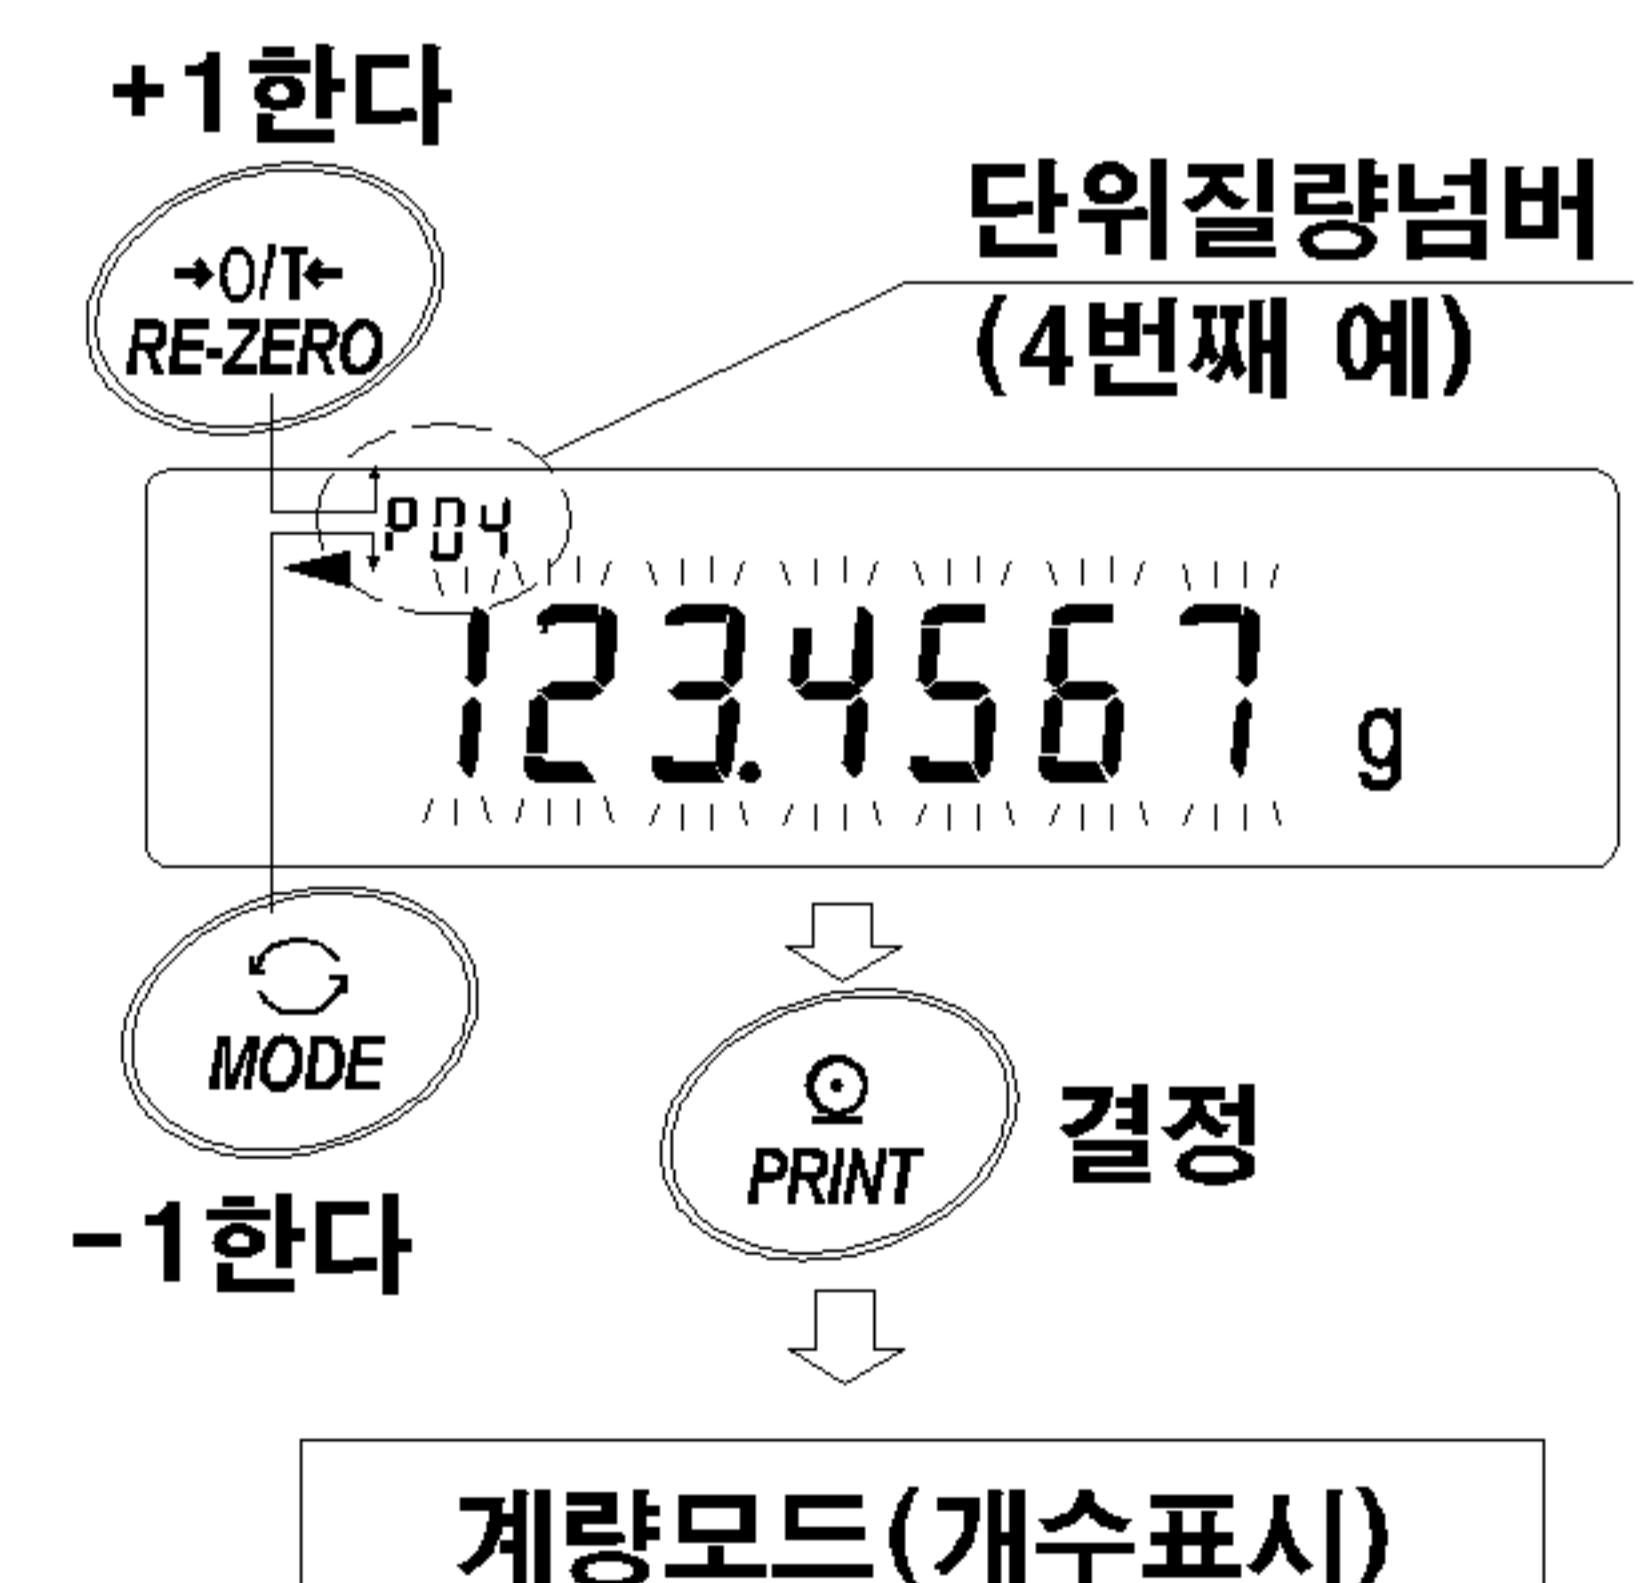 +1한다
→0/T←
RE-ZERO
단위질량넘버
(4번째 예)
P04
123.4567 g
MODE
-1한다
PRINT
결정
계량모드(개수표시)